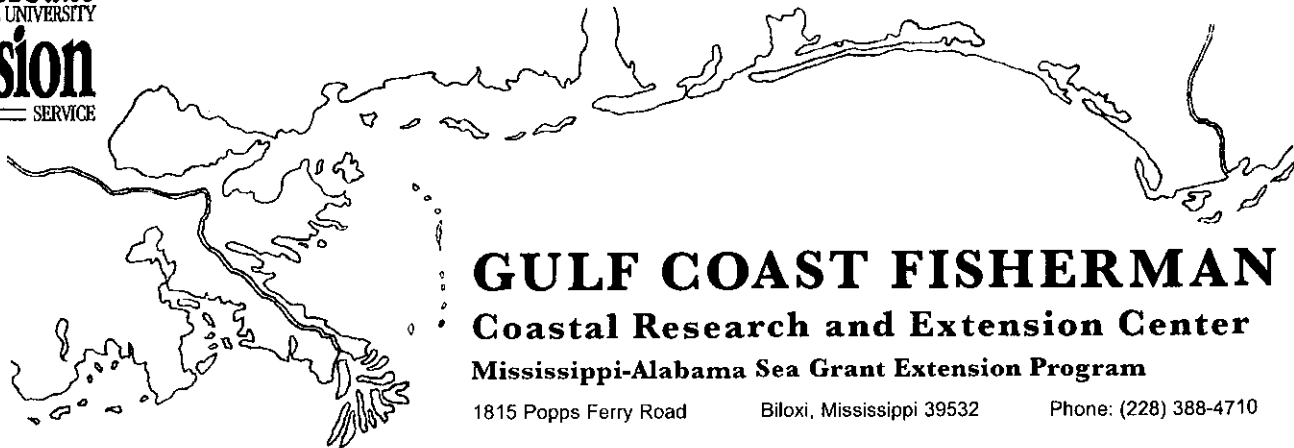 UNIVERSITY
SERVICE
GULF COAST FISHERMAN
Coastal Research and Extension Center
Mississippi-Alabama Sea Grant Extension Program
1815 Popps Ferry Road Biloxi, Mississippi 39532 Phone: (228) 388-4710